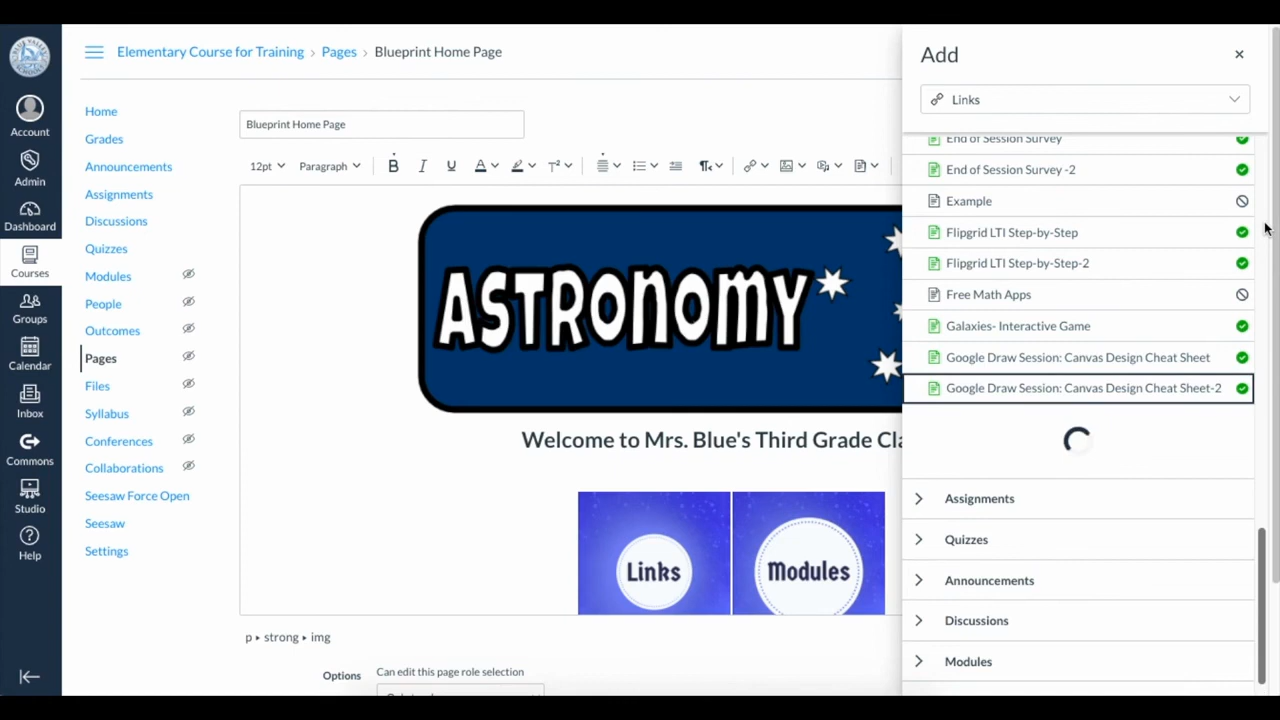 Elementary Course for Training › Pages › Blueprint Home Page
Account
Admin
Dashboard
Courses
Groups
Calendar
Inbox
Commons
Studio
Help
Home
Grades
Announcements
Assignments
Discussions
Quizzes
Modules
People
Outcomes
Pages
Files
Syllabus
Conferences
Collaborations
Seesaw Force Open
Seesaw
Settings
Blueprint Home Page
12pt Paragraph B I U A T²
ASTRONOMY
Welcome to Mrs. Blue's Third Grade Cla
Links Modules
p ▸ strong ▸ img
Options Can edit this page role selection
Add
Links
End of Session Survey
End of Session Survey -2
Example
Flipgrid LTI Step-by-Step
Flipgrid LTI Step-by-Step-2
Free Math Apps
Galaxies- Interactive Game
Google Draw Session: Canvas Design Cheat Sheet
Google Draw Session: Canvas Design Cheat Sheet-2
Assignments
Quizzes
Announcements
Discussions
Modules